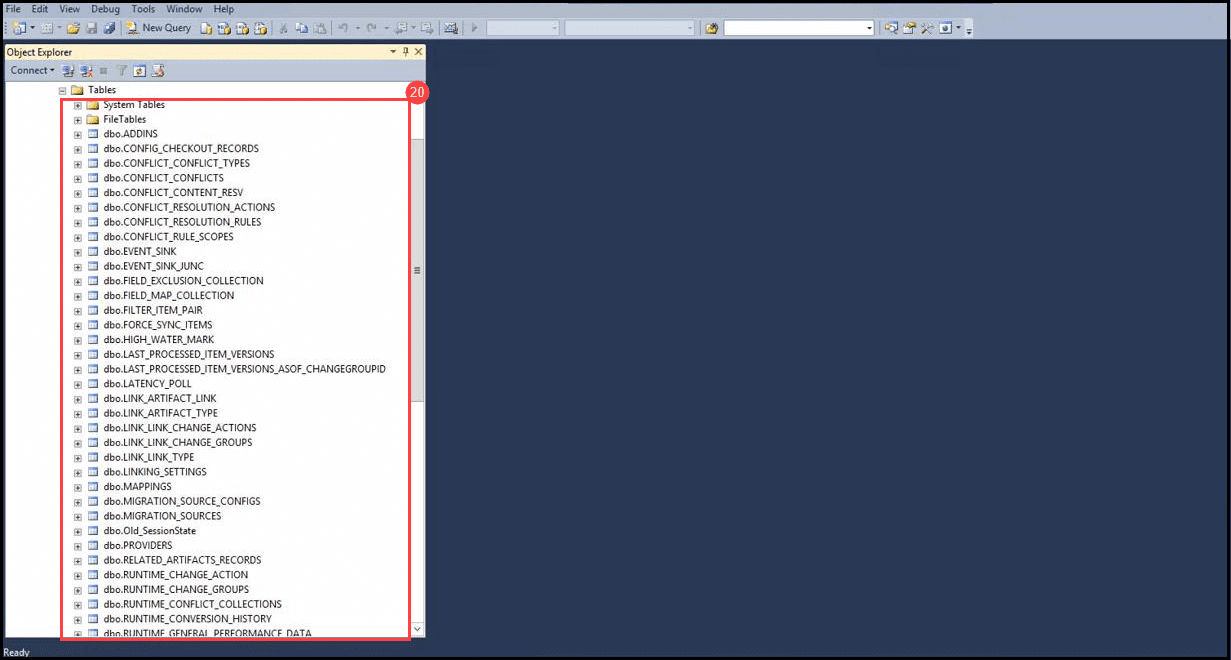 File Edit View Debug Tools Window Help
New Query
Object Explorer
Connect
Tables
20
System Tables
FileTables
dbo.ADDINS
dbo.CONFIG_CHECKOUT_RECORDS
dbo.CONFLICT_CONFLICT_TYPES
dbo.CONFLICT_CONFLICTS
dbo.CONFLICT_CONTENT_RESV
dbo.CONFLICT_RESOLUTION_ACTIONS
dbo.CONFLICT_RESOLUTION_RULES
dbo.CONFLICT_RULE_SCOPES
dbo.EVENT_SINK
dbo.EVENT_SINK_JUNC
dbo.FIELD_EXCLUSION_COLLECTION
dbo.FIELD_MAP_COLLECTION
dbo.FILTER_ITEM_PAIR
dbo.FORCE_SYNC_ITEMS
dbo.HIGH_WATER_MARK
dbo.LAST_PROCESSED_ITEM_VERSIONS
dbo.LAST_PROCESSED_ITEM_VERSIONS_ASOF_CHANGEGROUPID
dbo.LATENCY_POLL
dbo.LINK_ARTIFACT_LINK
dbo.LINK_ARTIFACT_TYPE
dbo.LINK_LINK_CHANGE_ACTIONS
dbo.LINK_LINK_CHANGE_GROUPS
dbo.LINK_LINK_TYPE
dbo.LINKING_SETTINGS
dbo.MAPPINGS
dbo.MIGRATION_SOURCE_CONFIGS
dbo.MIGRATION_SOURCES
dbo.Old_SessionState
dbo.PROVIDERS
dbo.RELATED_ARTIFACTS_RECORDS
dbo.RUNTIME_CHANGE_ACTION
dbo.RUNTIME_CHANGE_GROUPS
dbo.RUNTIME_CONFLICT_COLLECTIONS
dbo.RUNTIME_CONVERSION_HISTORY
dbo.RUNTIME_GENERAL_PERFORMANCE_DATA
Ready